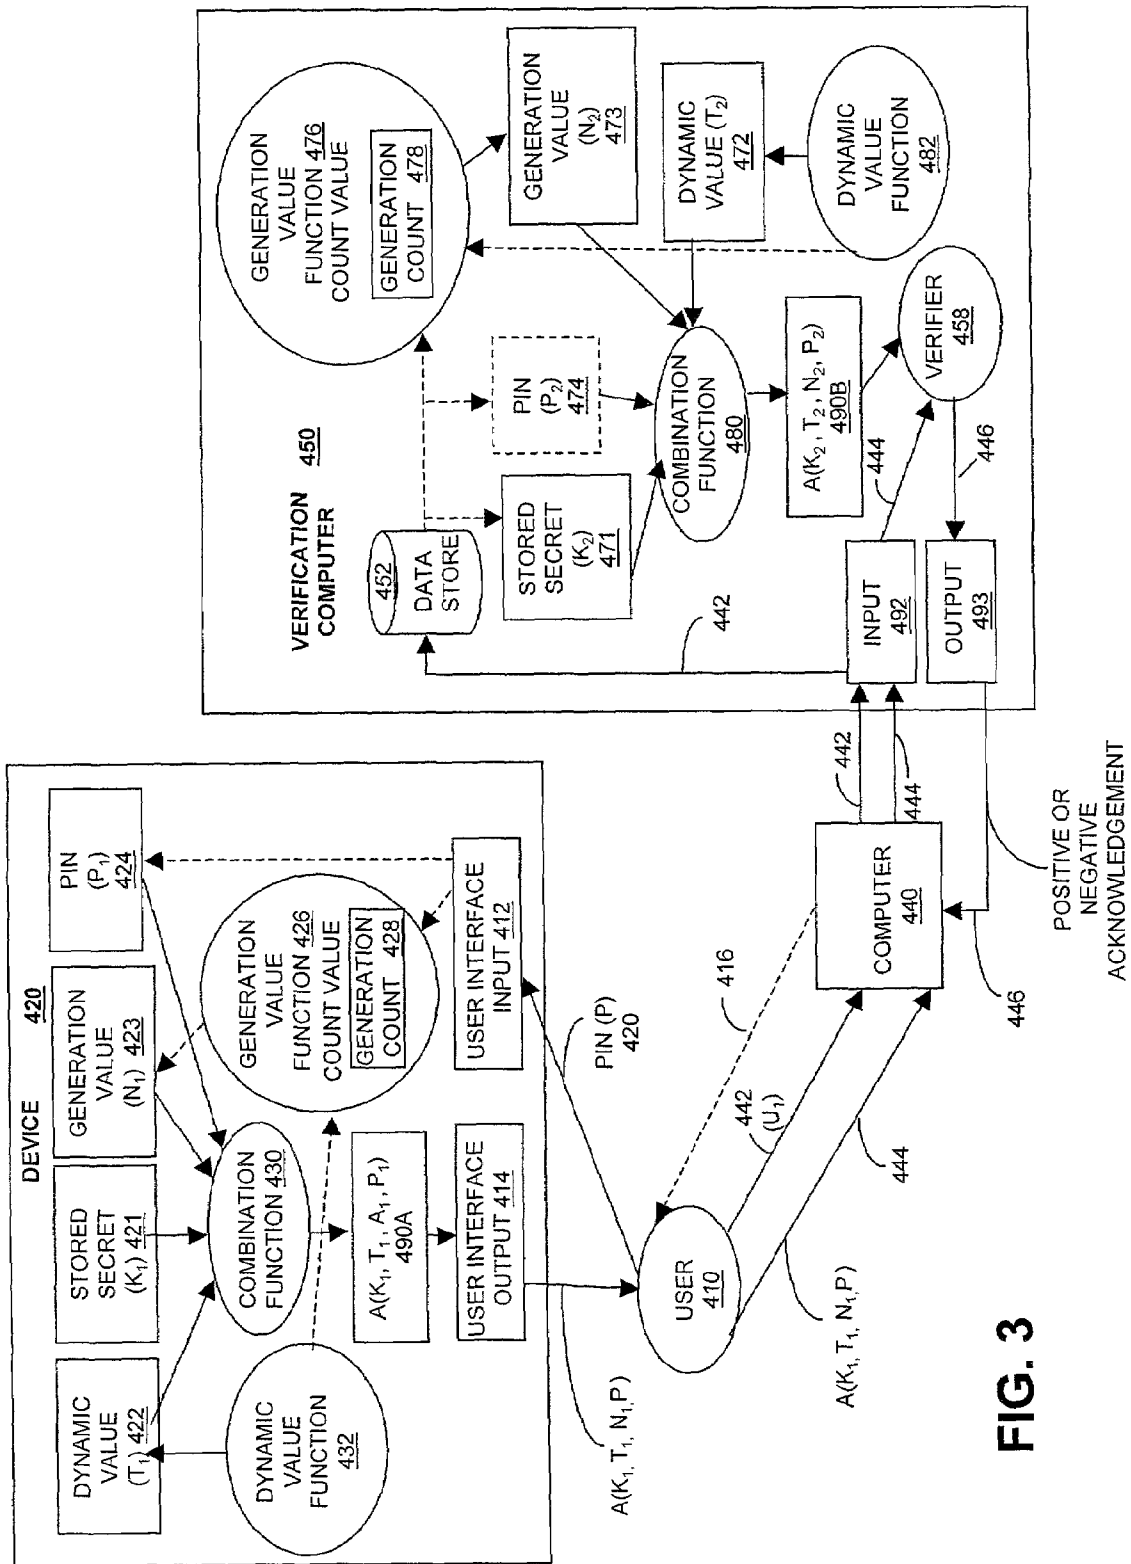 DEVICE 420
DYNAMIC
VALUE
(T1) 422
STORED
SECRET
(K1) 421
GENERATION
VALUE
(N1) 423
PIN
(P1)
424
COMBINATION
FUNCTION 430
GENERATION
VALUE
FUNCTION 426
COUNT VALUE
GENERATION
COUNT 428
DYNAMIC
VALUE
FUNCTION
432
A(K1, T1, A1, P1)
490A
USER INTERFACE
OUTPUT 414
USER INTERFACE
INPUT 412
A(K1, T1, N1,P)
PIN (P)
420
USER
410
416
442
(U1)
444
A(K1, T1, N1,P)
COMPUTER
440
442
444
446
POSITIVE OR
NEGATIVE
ACKNOWLEDGEMENT
VERIFICATION
COMPUTER 450
452
DATA
STORE
GENERATION
VALUE
FUNCTION 476
COUNT VALUE
GENERATION
COUNT 478
STORED
SECRET
(K2)
471
PIN
(P2)
474
GENERATION
VALUE
(N2)
473
DYNAMIC
VALUE (T2)
472
COMBINATION
FUNCTION
480
DYNAMIC
VALUE
FUNCTION
482
442
A(K2, T2, N2, P2)
490B
INPUT
492
444
VERIFIER
458
OUTPUT
493
446
FIG. 3